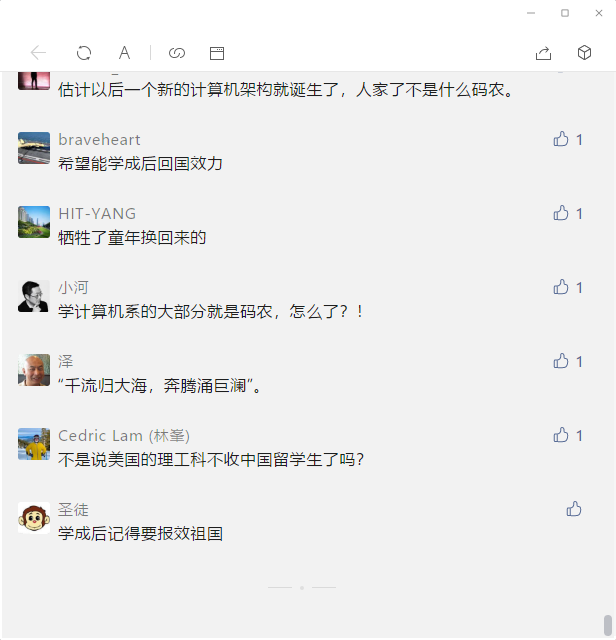 A
估计以后一个新的计算机架构就诞生了，人家了不是什么码农。
braveheart
1
希望能学成后回国效力
HIT-YANG
1
牺牲了童年换回来的
小河
1
学计算机系的大部分就是码农，怎么了？！
泽
1
“千流归大海，奔腾涌巨澜”。
Cedric Lam (林峯)
1
不是说美国的理工科不收中国留学生了吗？
圣徒
学成后记得要报效祖国